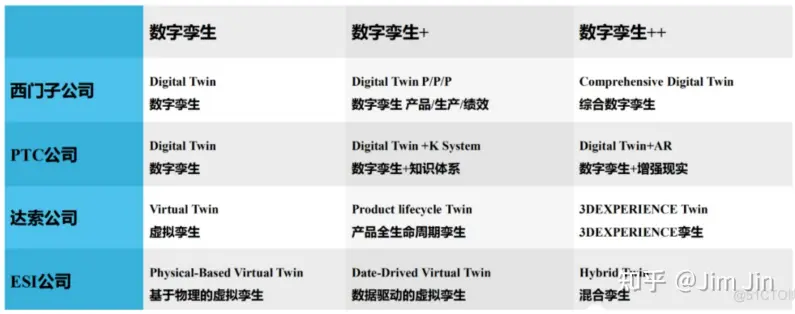 数字孪生 数字孪生+ 数字孪生++
西门子公司
Digital Twin Digital Twin P/P/P Comprehensive Digital Twin
数字孪生 数字孪生 产品/生产/绩效 综合数字孪生
PTC公司
Digital Twin Digital Twin +K System Digital Twin+AR
数字孪生 数字孪生+知识体系 数字孪生+增强现实
达索公司
Virtual Twin Product lifecycle Twin 3DEXPERIENCE Twin
虚拟孪生 产品全生命周期孪生 3DEXPERIENCE孪生
ESI公司
Physical-Based Virtual Twin Date-Drived Virtual Twin Hybrid Twin
基于物理的虚拟孪生 数据驱动的虚拟孪生 混合孪生
知乎 @Jim Jin